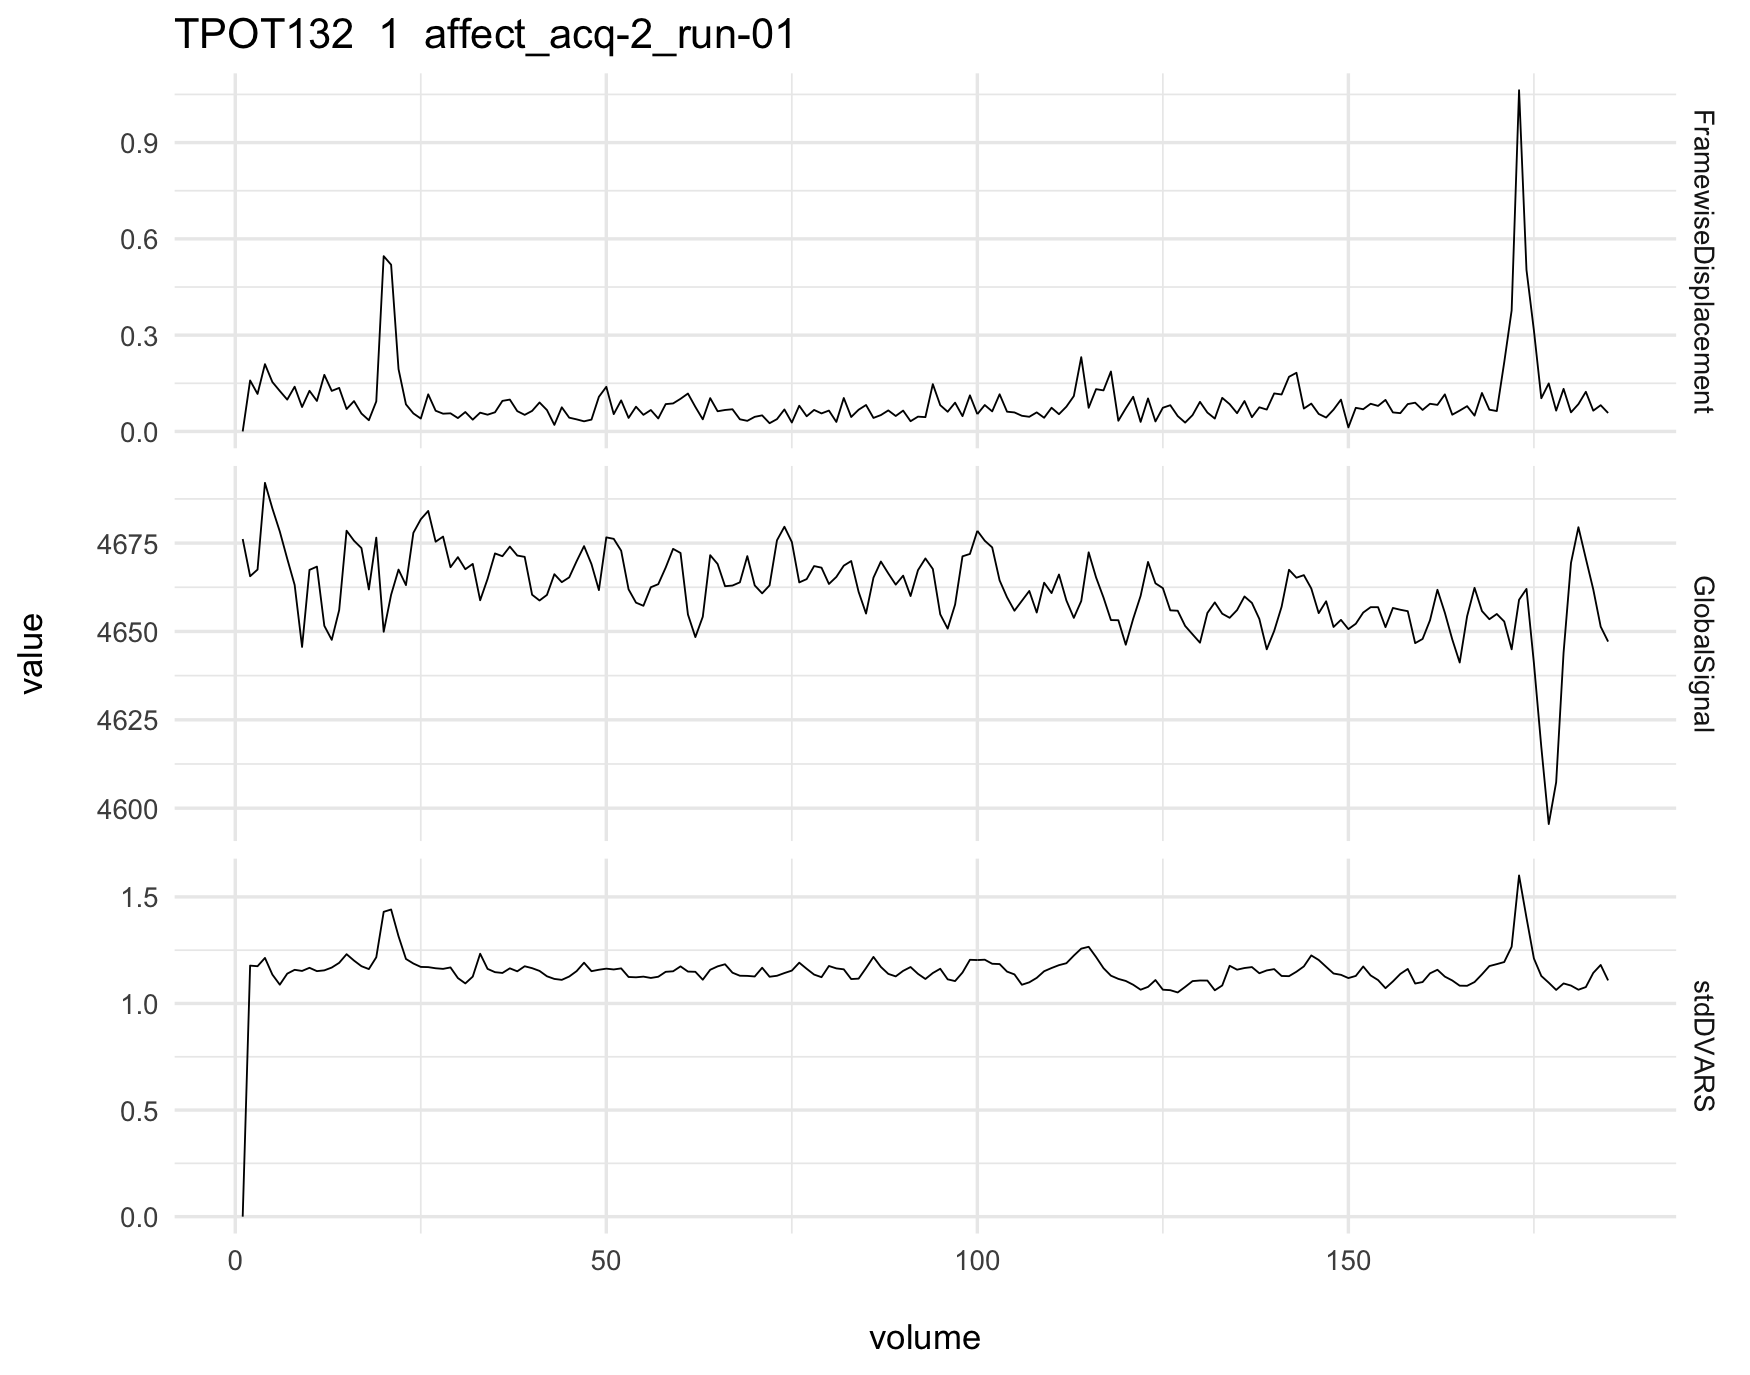 TPOT132  1  affect_acq-2_run-01
0.9
0.6
0.3
0.0
FramewiseDisplacement
4675
4650
4625
4600
GlobalSignal
1.5
1.0
0.5
0.0
stdDVARS
value
0 50 100 150
volume